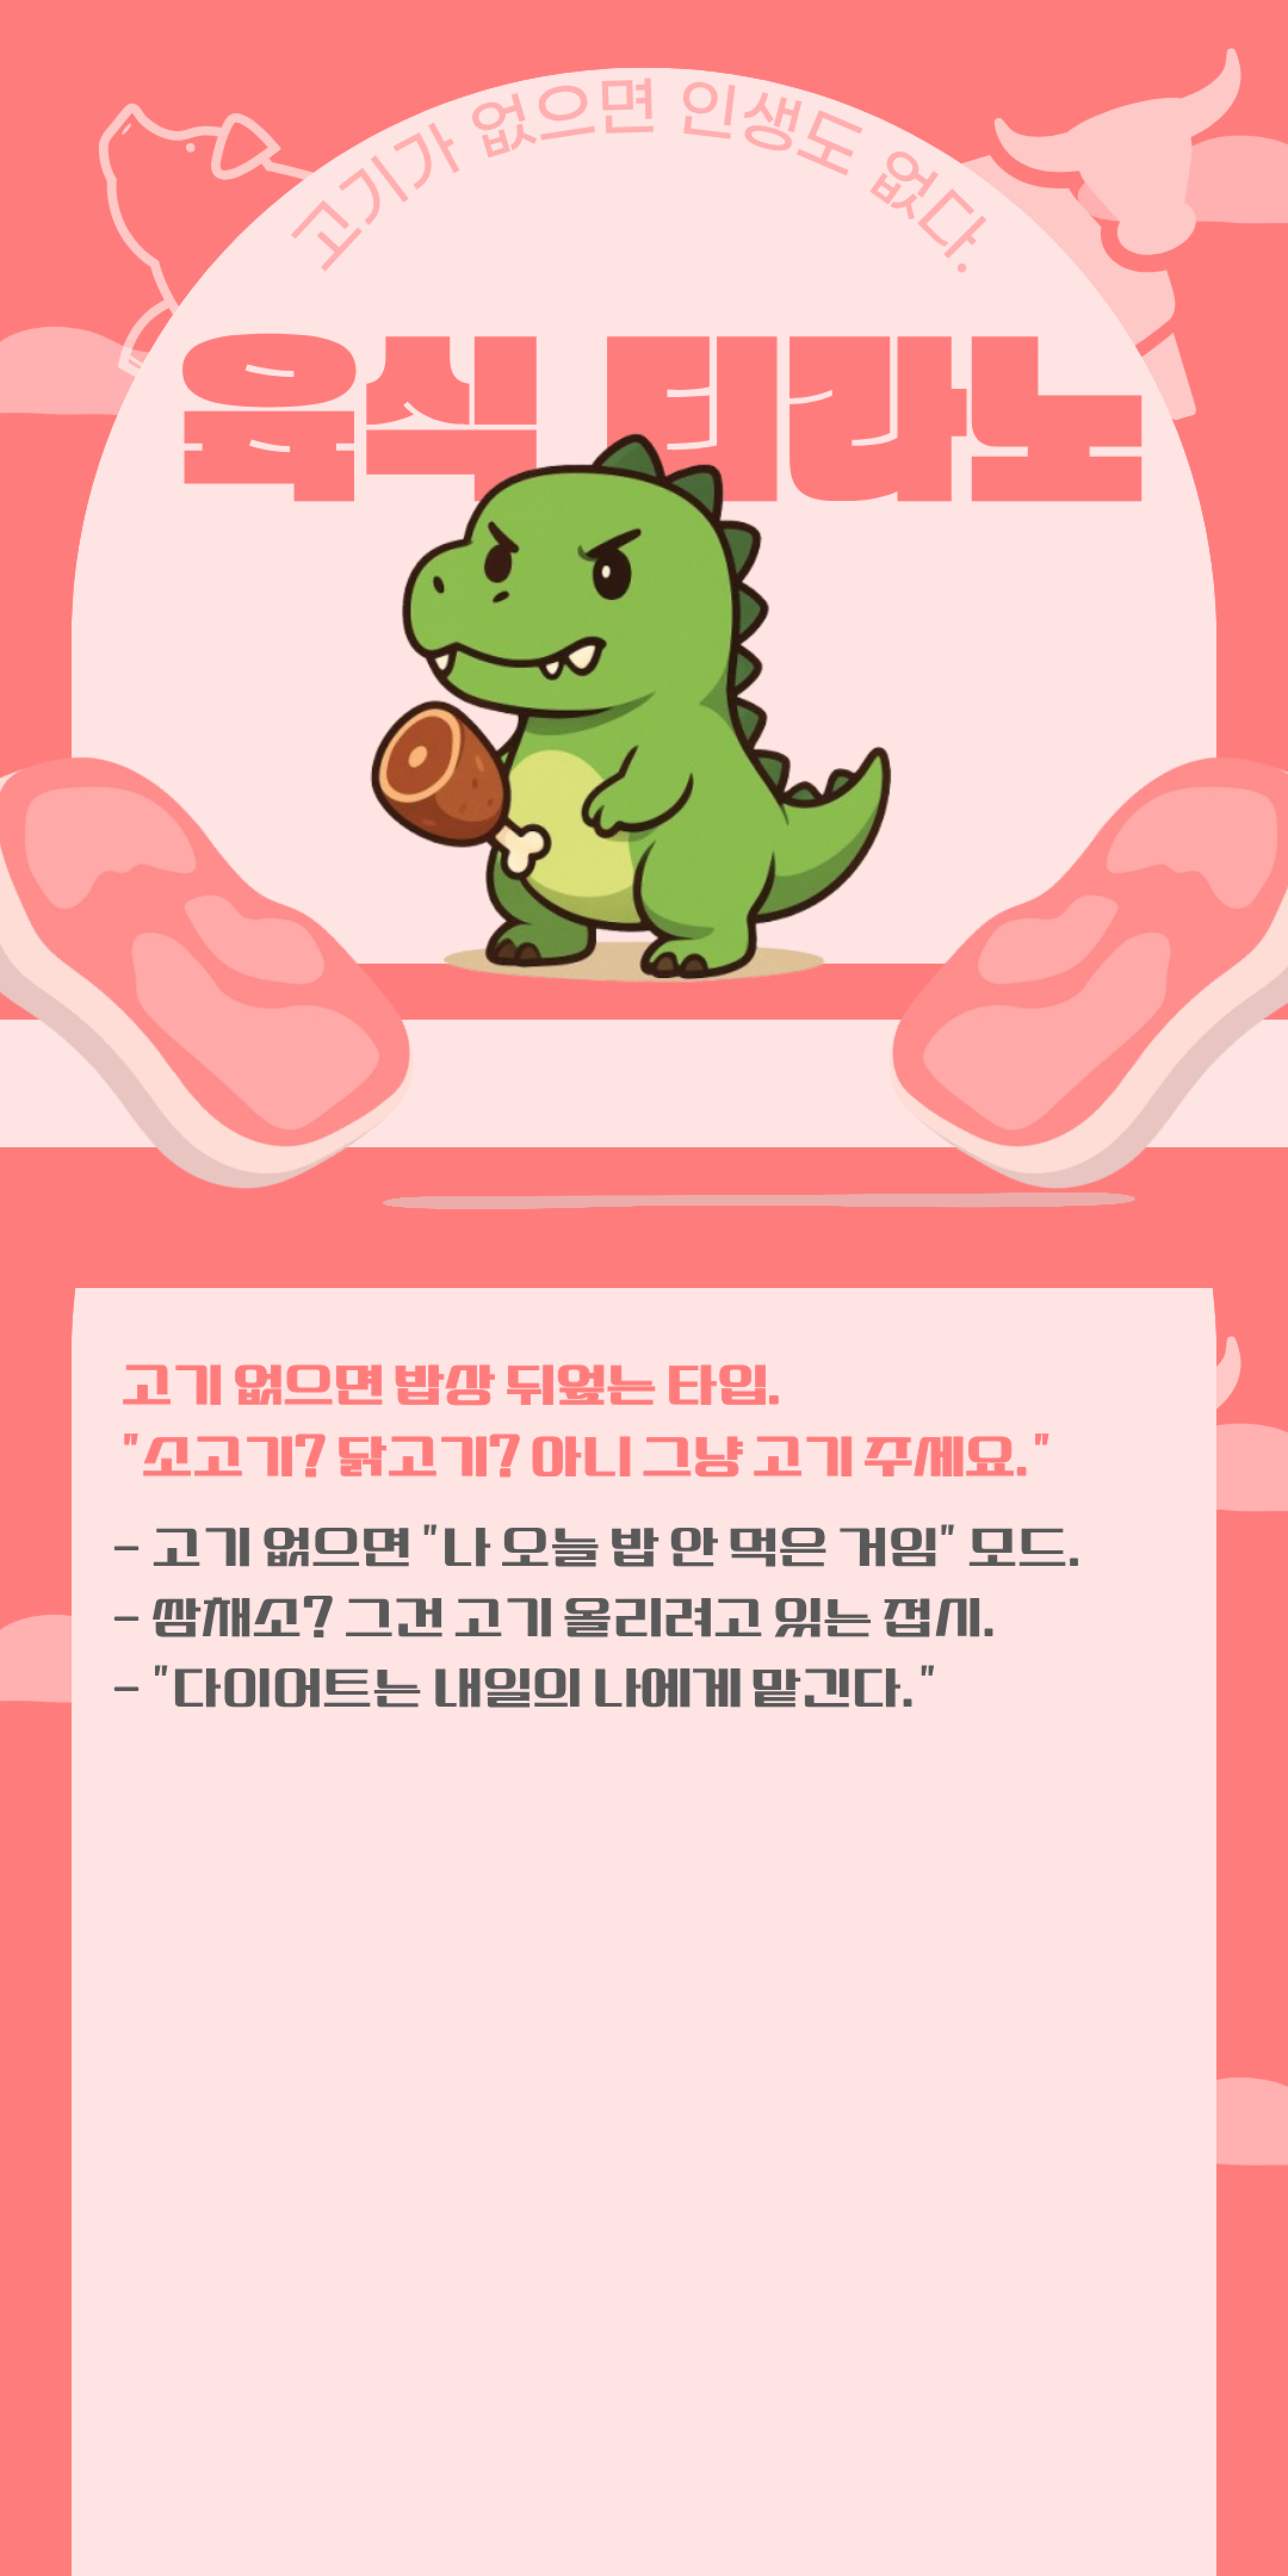 고기가 없으면 인생도 없다.
육식 티라노
고기 없으면 밥상 뒤엎는 타입.
"소고기? 닭고기? 아니 그냥 고기 주세요."
- 고기 없으면 "나 오늘 밥 안 먹은 거임" 모드.
- 쌈채소? 그건 고기 올리려고 있는 접시.
- "다이어트는 내일의 나에게 맡긴다."